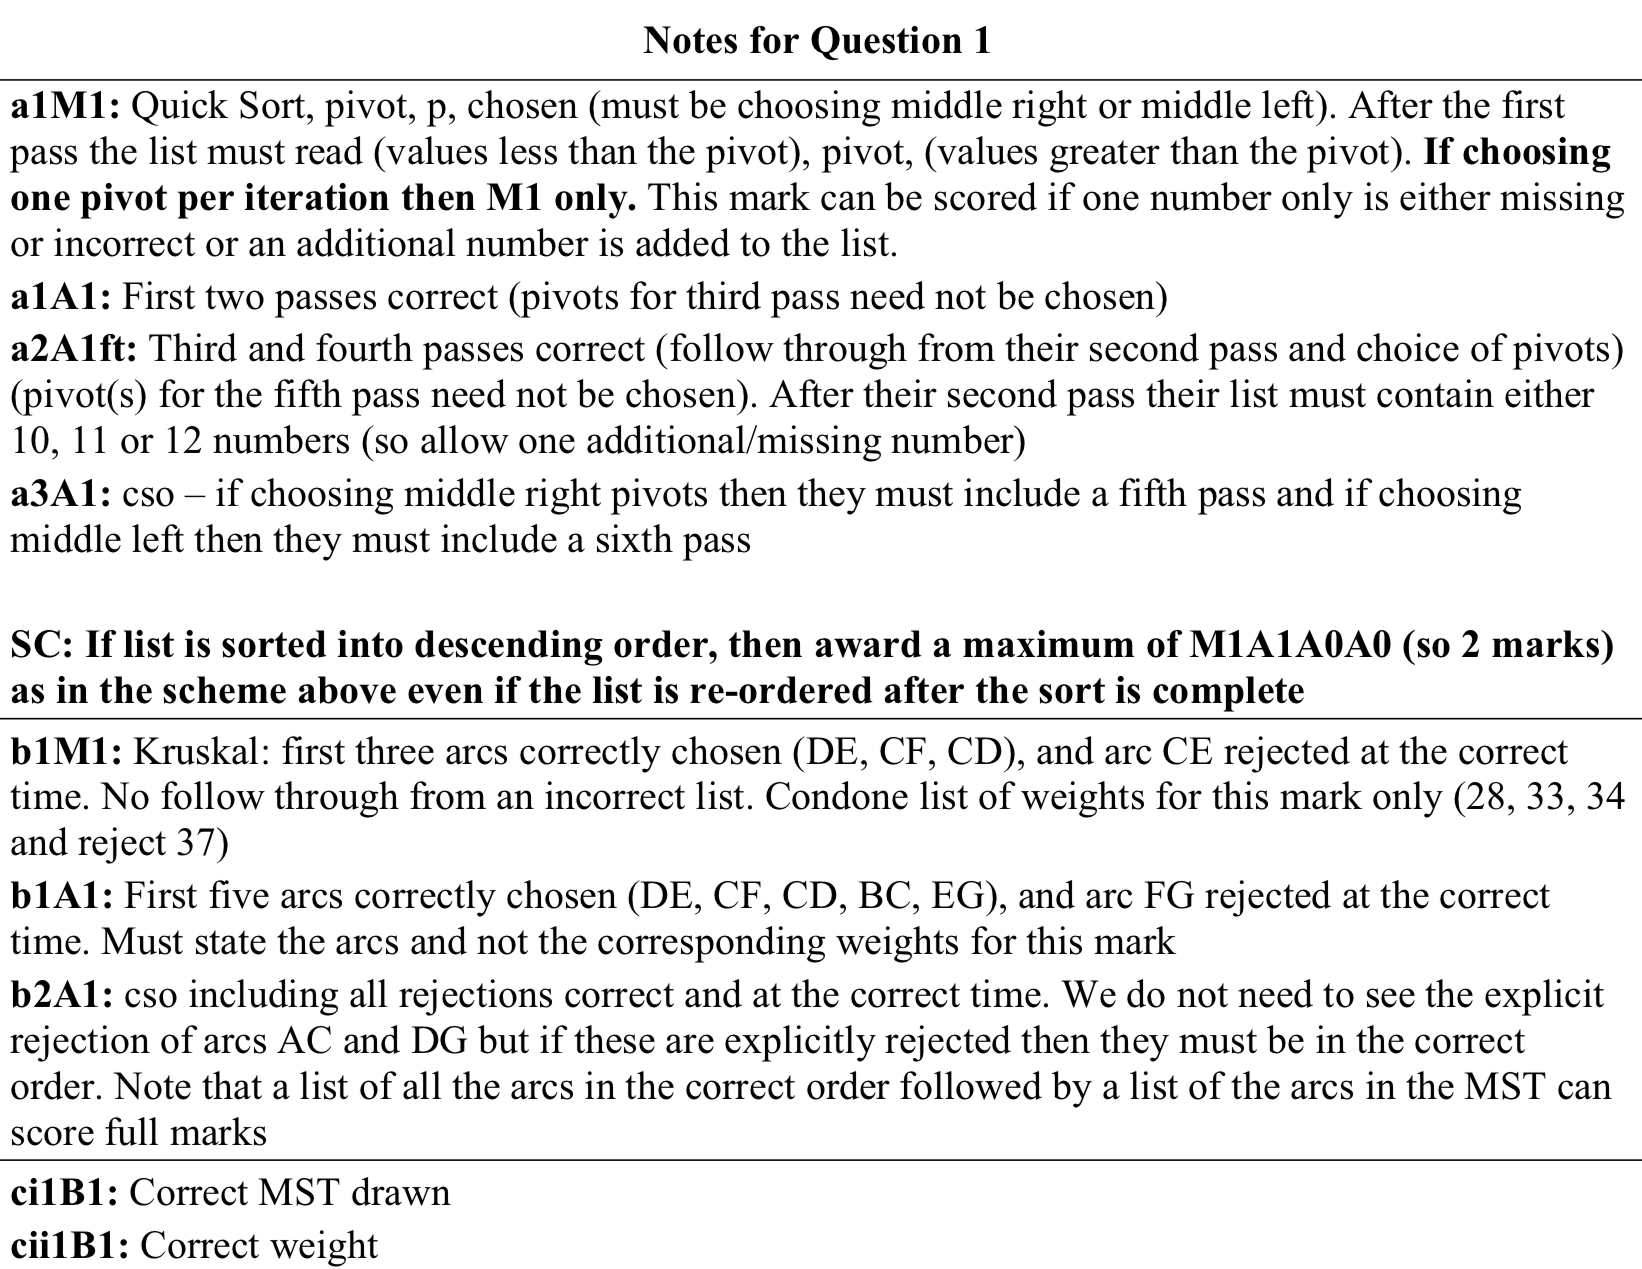 Notes for Question 1
a1M1: Quick Sort, pivot, p, chosen (must be choosing middle right or middle left). After the first
pass the list must read (values less than the pivot), pivot, (values greater than the pivot). If choosing
one pivot per iteration then M1 only. This mark can be scored if one number only is either missing
or incorrect or an additional number is added to the list.
a1A1: First two passes correct (pivots for third pass need not be chosen)
a2A1ft: Third and fourth passes correct (follow through from their second pass and choice of pivots)
(pivot(s) for the fifth pass need not be chosen). After their second pass their list must contain either
10, 11 or 12 numbers (so allow one additional/missing number)
a3A1: cso – if choosing middle right pivots then they must include a fifth pass and if choosing
middle left then they must include a sixth pass
SC: If list is sorted into descending order, then award a maximum of M1A1A0A0 (so 2 marks)
as in the scheme above even if the list is re-ordered after the sort is complete
b1M1: Kruskal: first three arcs correctly chosen (DE, CF, CD), and arc CE rejected at the correct
time. No follow through from an incorrect list. Condone list of weights for this mark only (28, 33, 34
and reject 37)
b1A1: First five arcs correctly chosen (DE, CF, CD, BC, EG), and arc FG rejected at the correct
time. Must state the arcs and not the corresponding weights for this mark
b2A1: cso including all rejections correct and at the correct time. We do not need to see the explicit
rejection of arcs AC and DG but if these are explicitly rejected then they must be in the correct
order. Note that a list of all the arcs in the correct order followed by a list of the arcs in the MST can
score full marks
ci1B1: Correct MST drawn
cii1B1: Correct weight